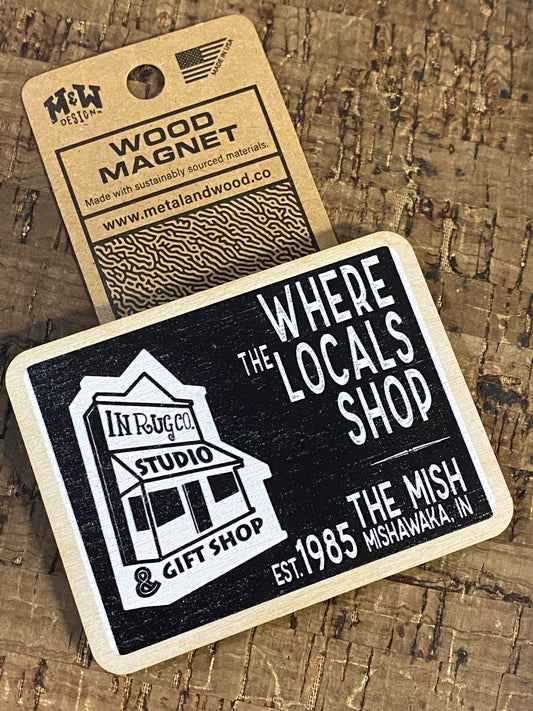 M&W
DESIGN
MADE IN USA
WOOD
MAGNET
Made with sustainably sourced materials.
www.metalandwood.co
WHERE
THE LOCALS
SHOP
IN RUG CO.
STUDIO
& GIFT SHOP
THE MISH
EST. 1985 MISHAWAKA, IN